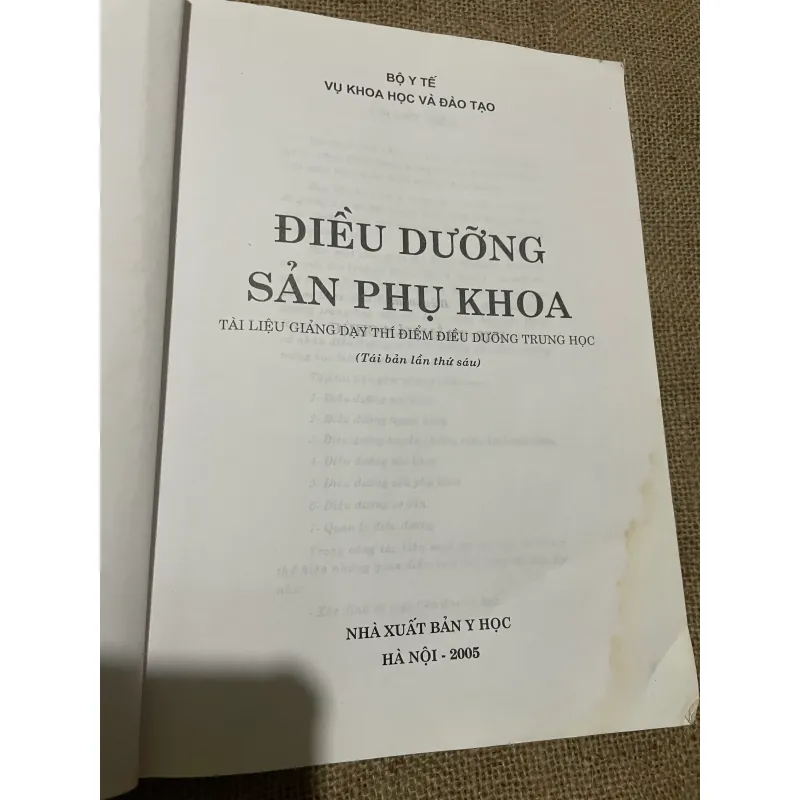 BỘ Y TẾ
VỤ KHOA HỌC VÀ ĐÀO TẠO
ĐIỀU DƯỠNG
SẢN PHỤ KHOA
TÀI LIỆU GIẢNG DẠY THÍ ĐIỂM ĐIỀU DƯỠNG TRUNG HỌC
(Tái bản lần thứ sáu)
NHÀ XUẤT BẢN Y HỌC
HÀ NỘI - 2005